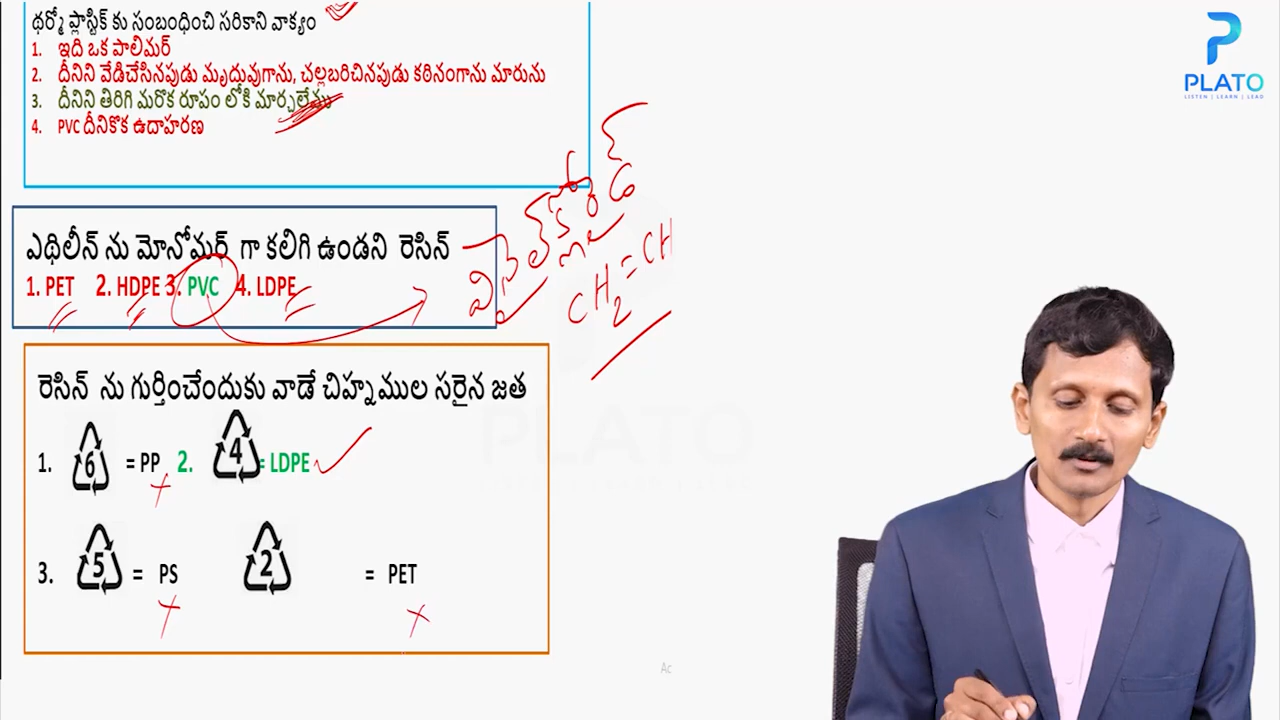 థర్మో ప్లాస్టిక్ కు సంబంధించి సరికాని వాక్యం
1. ఇది ఒక పాలిమర్
2. దీనిని వేడిచేసినపుడు మృదువుగాను, చల్లబరిచినపుడు కఠినంగాను మారును
3. దీనిని తిరిగి మరొక రూపం లోకి మార్చలేము
4. PVC దీనికొక ఉదాహరణ
PLATO
LISTEN | LEARN | LEAD
ఎథిలీన్ ను మోనోమర్ గా కలిగి ఉండని రెసిన్
1. PET 2. HDPE 3. PVC 4. LDPE
వినైల్ క్లోరైడ్
CH2=CH
రెసిన్ ను గుర్తించేందుకు వాడే చిహ్నముల సరైన జత
1. 6 = PP 2. 4 = LDPE
3. 5 = PS 2 = PET
PLATO
Ac